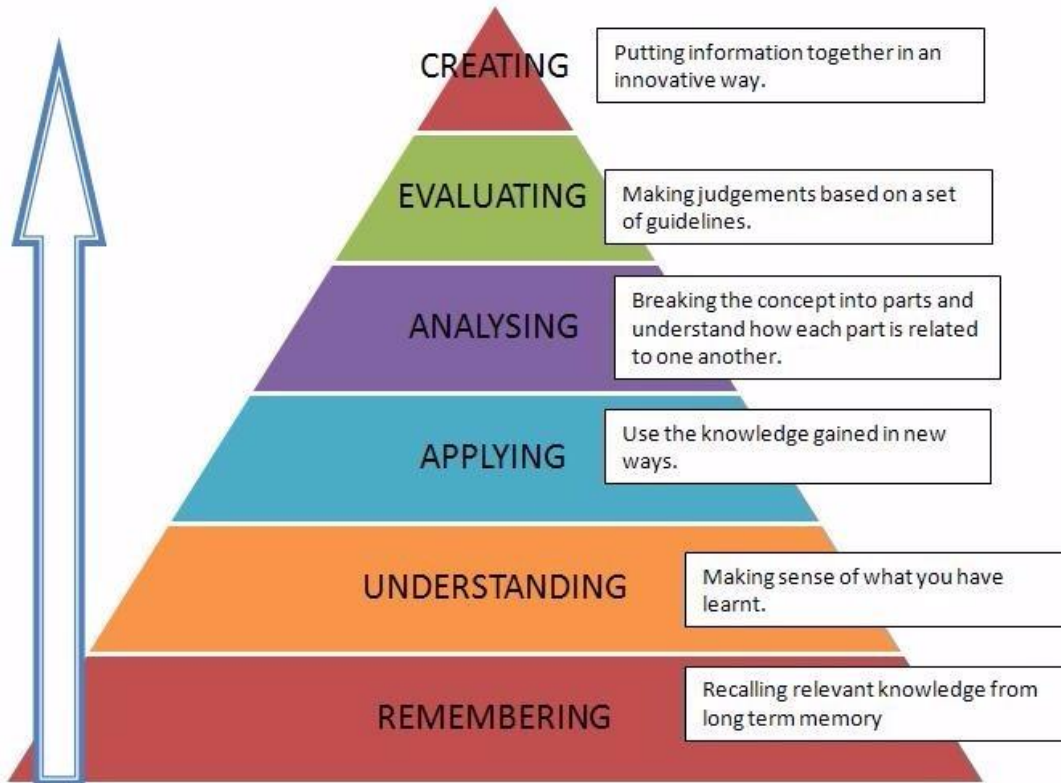 CREATING
Putting information together in an
innovative way.
EVALUATING
Making judgements based on a set
of guidelines.
ANALYSING
Breaking the concept into parts and
understand how each part is related
to one another.
APPLYING
Use the knowledge gained in new
ways.
UNDERSTANDING
Making sense of what you have
learnt.
REMEMBERING
Recalling relevant knowledge from
long term memory